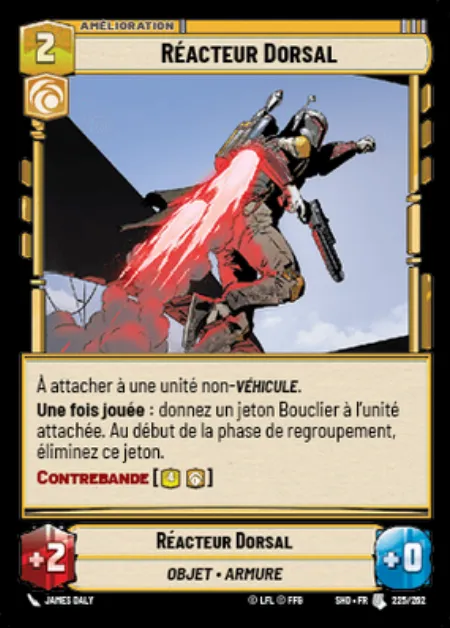 AMÉLIORATION
2
RÉACTEUR DORSAL
À attacher à une unité non-VÉHICULE.
Une fois jouée : donnez un jeton Bouclier à l'unité
attachée. Au début de la phase de regroupement,
éliminez ce jeton.
CONTREBANDE [4]
RÉACTEUR DORSAL
+2
+0
OBJET • ARMURE
JAMES DALY
© LFL © FFG
SHD • FR
225/262